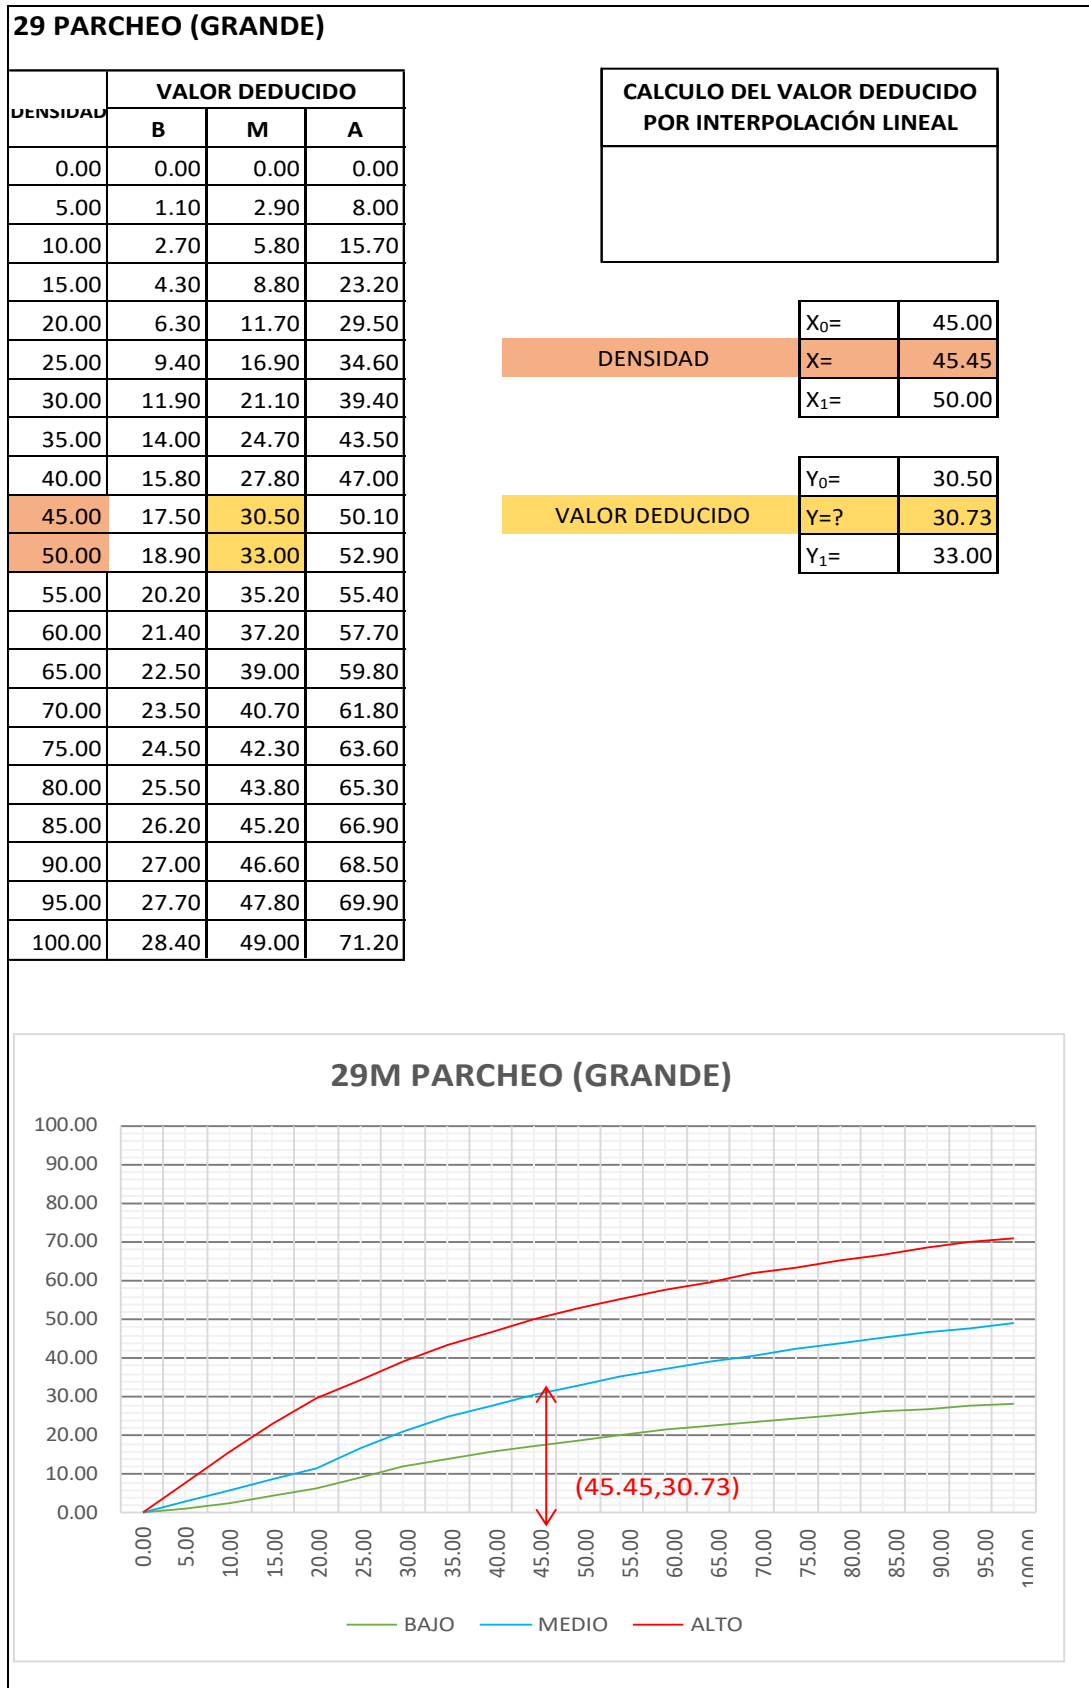 29 PARCHEO (GRANDE)
DENSIDAD VALOR DEDUCIDO
B M A
0.00 0.00 0.00 0.00
5.00 1.10 2.90 8.00
10.00 2.70 5.80 15.70
15.00 4.30 8.80 23.20
20.00 6.30 11.70 29.50
25.00 9.40 16.90 34.60
30.00 11.90 21.10 39.40
35.00 14.00 24.70 43.50
40.00 15.80 27.80 47.00
45.00 17.50 30.50 50.10
50.00 18.90 33.00 52.90
55.00 20.20 35.20 55.40
60.00 21.40 37.20 57.70
65.00 22.50 39.00 59.80
70.00 23.50 40.70 61.80
75.00 24.50 42.30 63.60
80.00 25.50 43.80 65.30
85.00 26.20 45.20 66.90
90.00 27.00 46.60 68.50
95.00 27.70 47.80 69.90
100.00 28.40 49.00 71.20
CALCULO DEL VALOR DEDUCIDO
POR INTERPOLACIÓN LINEAL
X₀= 45.00
DENSIDAD X= 45.45
X₁= 50.00
Y₀= 30.50
VALOR DEDUCIDO Y=? 30.73
Y₁= 33.00
29M PARCHEO (GRANDE)
100.00
90.00
80.00
70.00
60.00
50.00
40.00
30.00
20.00
10.00
0.00
(45.45,30.73)
0.00 5.00 10.00 15.00 20.00 25.00 30.00 35.00 40.00 45.00 50.00 55.00 60.00 65.00 70.00 75.00 80.00 85.00 90.00 95.00 100.00
BAJO MEDIO ALTO